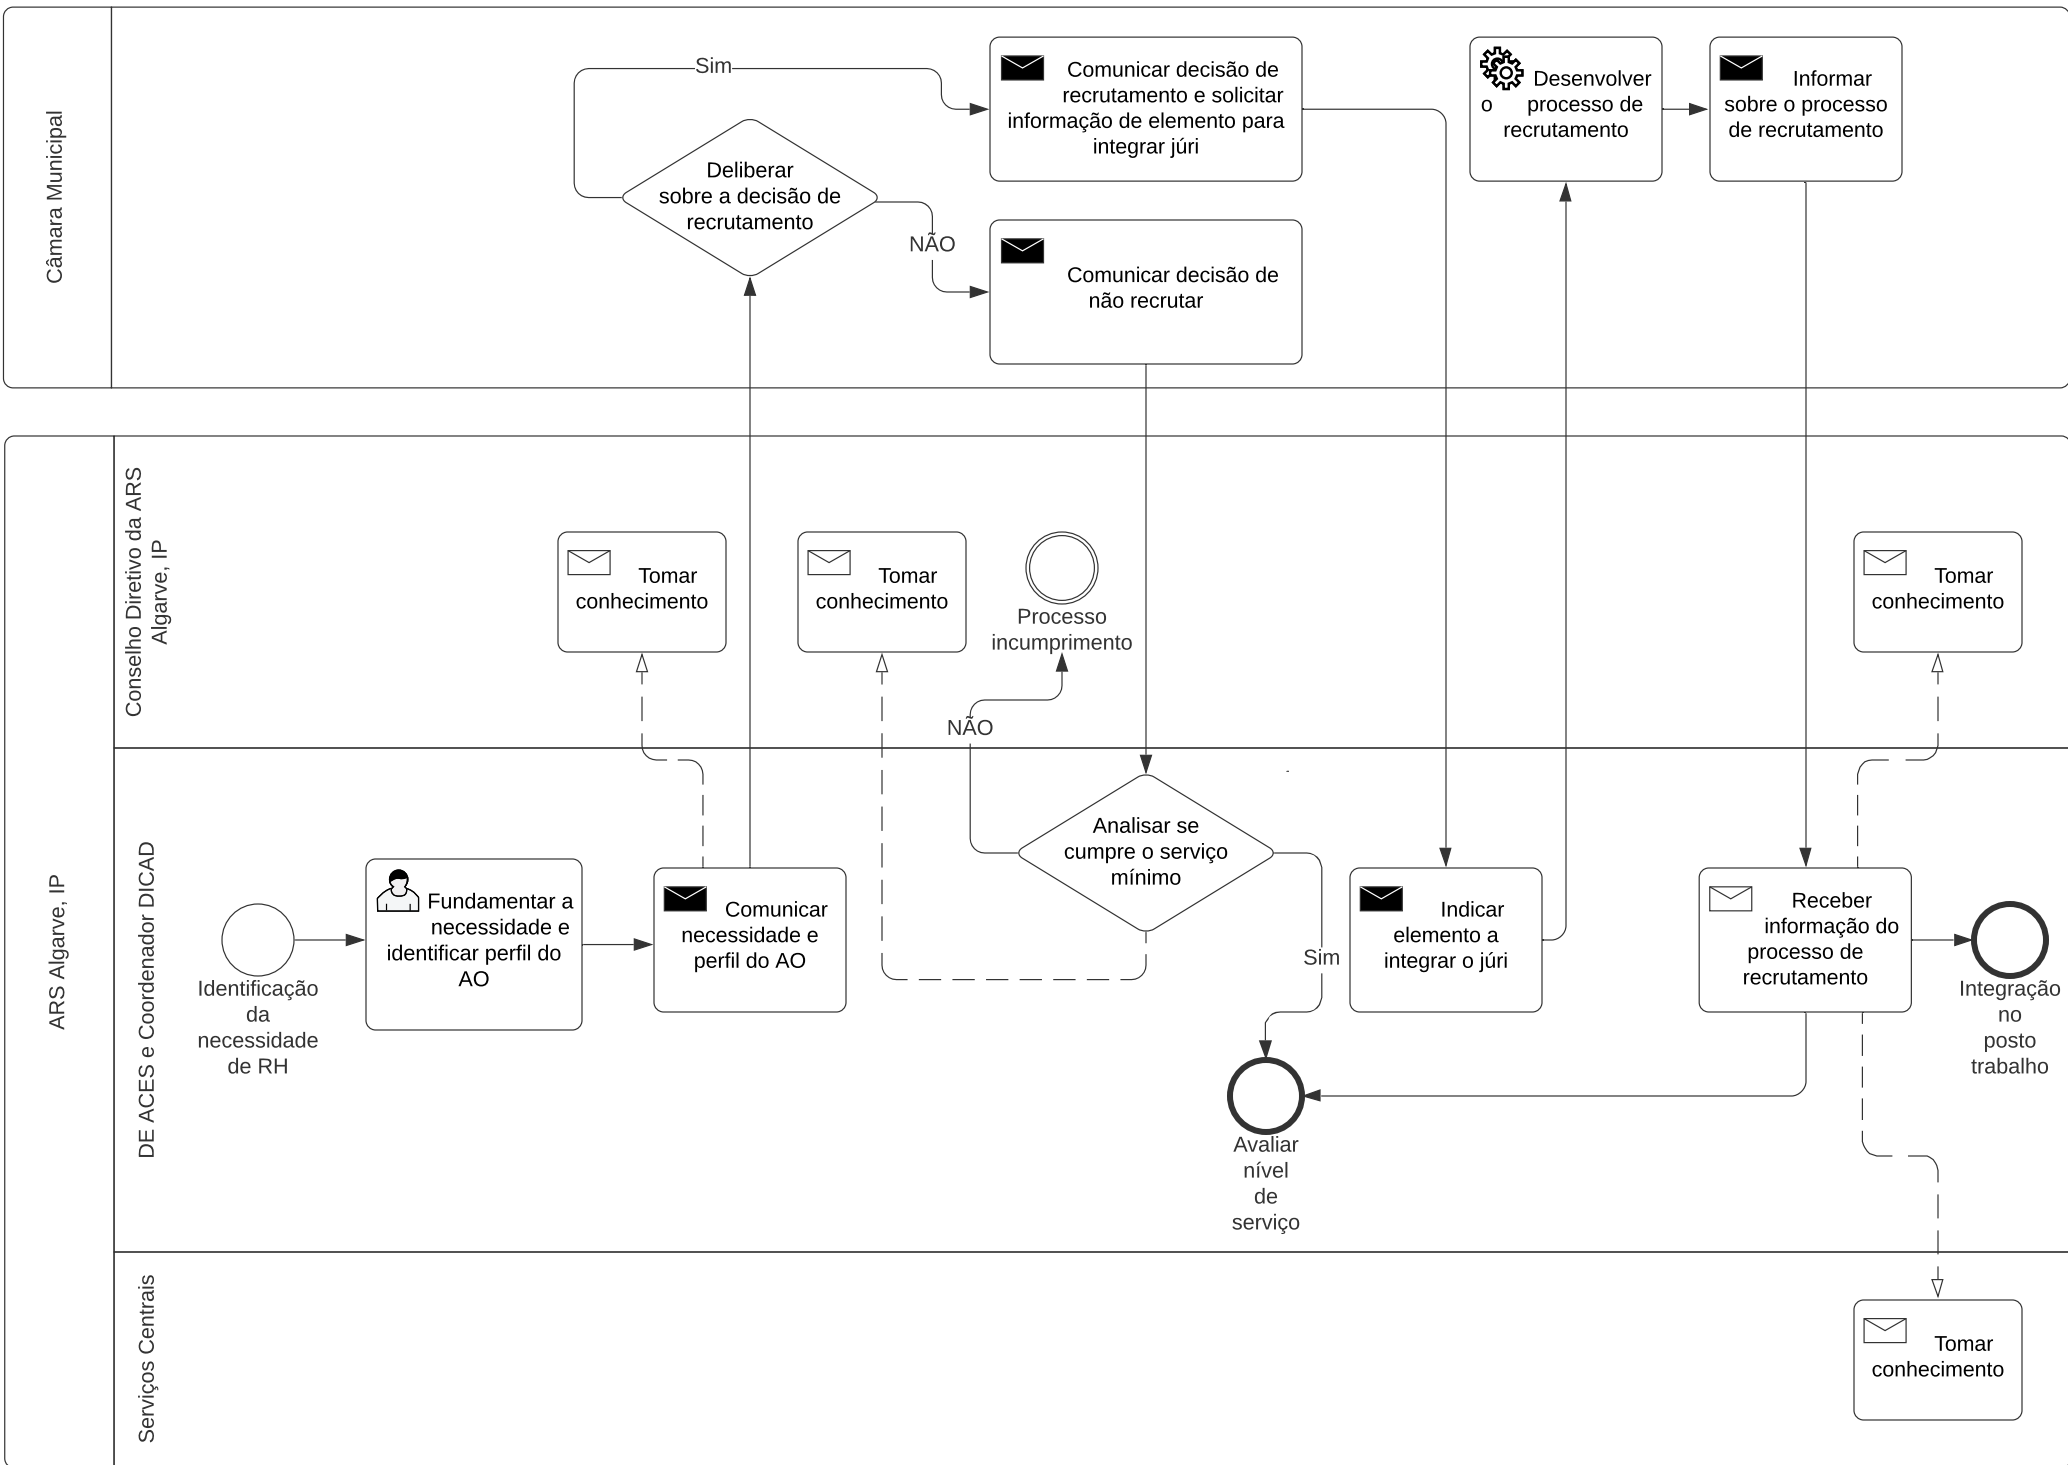 Câmara Municipal
Sim
Deliberar
sobre a decisão de
recrutamento
NÃO
Comunicar decisão de
recrutamento e solicitar
informação de elemento para
integrar júri
Comunicar decisão de
não recrutar
Desenvolver
o processo de
recrutamento
Informar
sobre o processo
de recrutamento
ARS Algarve, IP
Conselho Diretivo da ARS
Algarve, IP
Tomar
conhecimento
Tomar
conhecimento
Processo
incumprimento
NÃO
Tomar
conhecimento
DE ACES e Coordenador DICAD
Identificação
da
necessidade
de RH
Fundamentar a
necessidade e
identificar perfil do
AO
Comunicar
necessidade e
perfil do AO
Analisar se
cumpre o serviço
mínimo
Sim
Avaliar
nível
de
serviço
Indicar
elemento a
integrar o júri
Receber
informação do
processo de
recrutamento
Integração
no
posto
trabalho
Serviços Centrais
Tomar
conhecimento